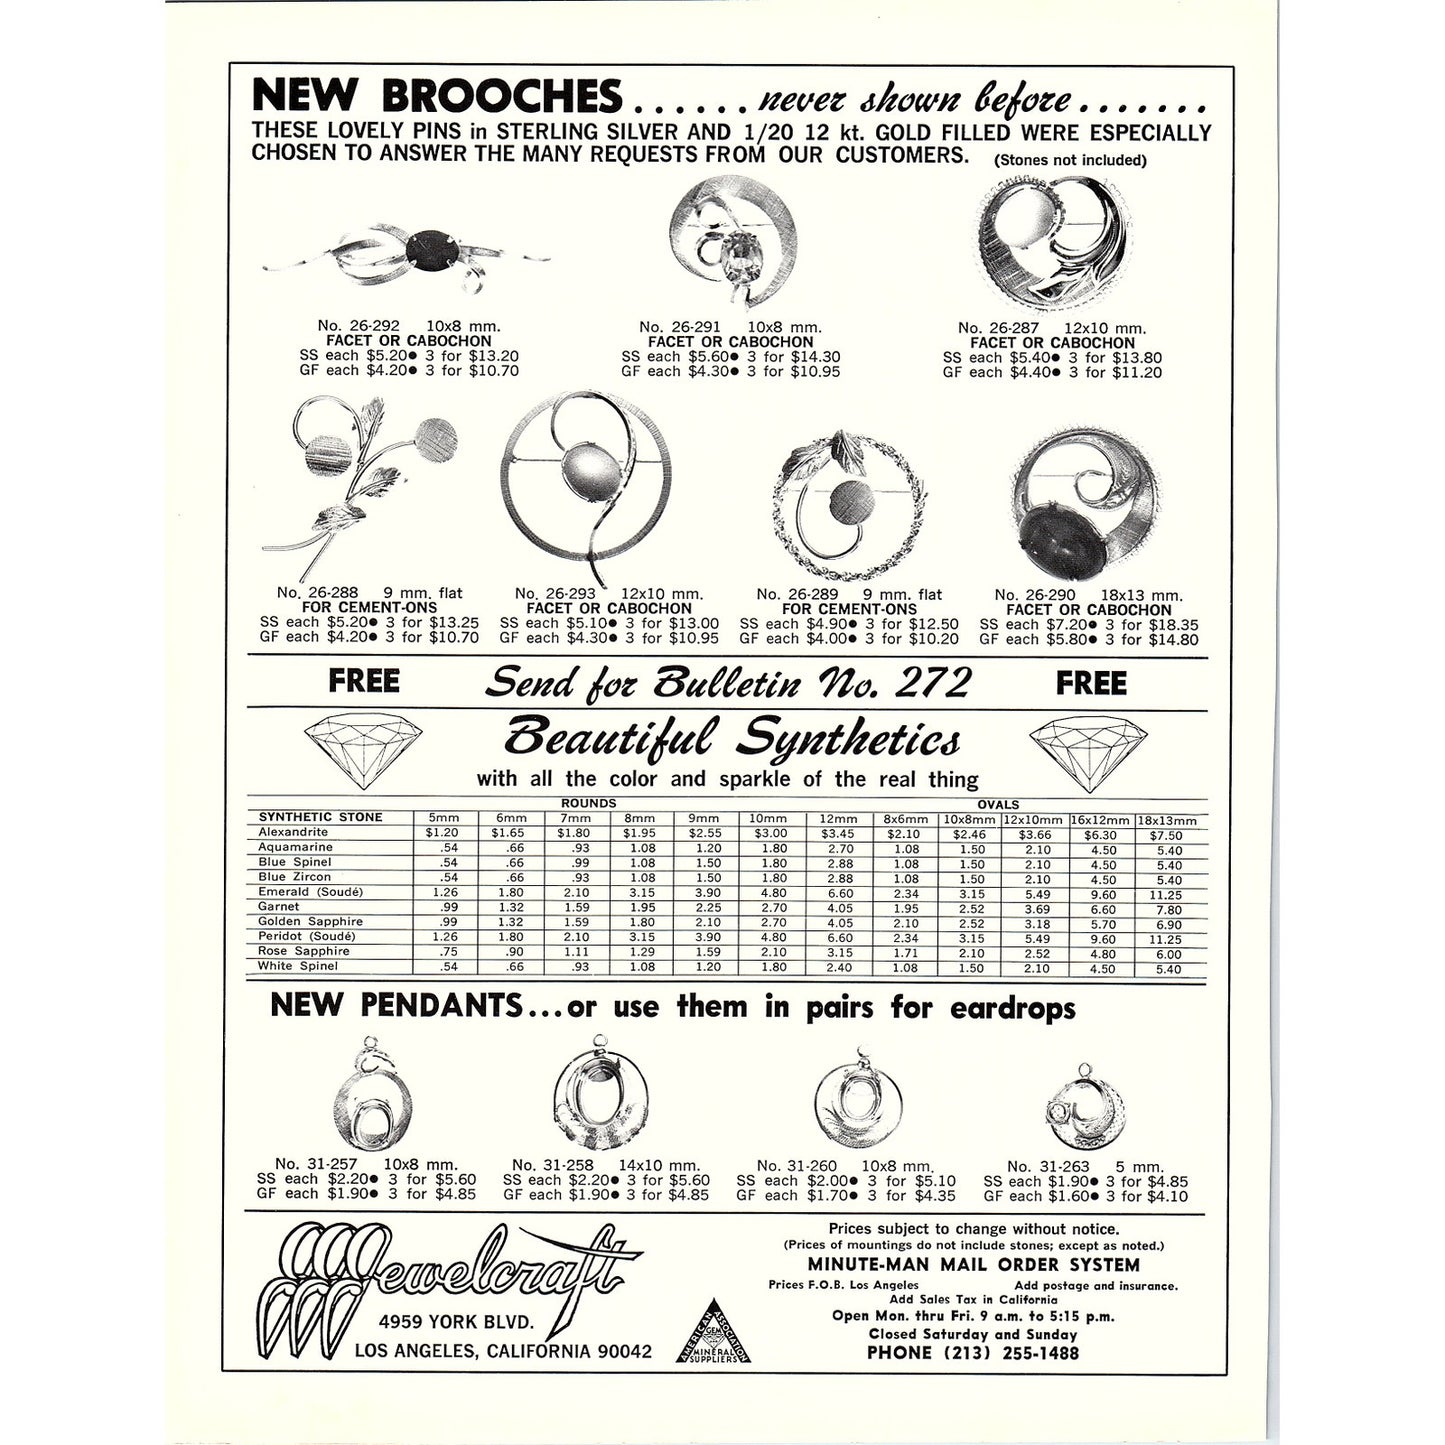 NEW BROOCHES . . . . . . never shown before . . . . . . .
THESE LOVELY PINS in STERLING SILVER AND 1/20 12 kt. GOLD FILLED WERE ESPECIALLY
CHOSEN TO ANSWER THE MANY REQUESTS FROM OUR CUSTOMERS. (Stones not included)
No. 26-292 10x8 mm.
FACET OR CABOCHON
SS each $5.20● 3 for $13.20
GF each $4.20● 3 for $10.70
No. 26-291 10x8 mm.
FACET OR CABOCHON
SS each $5.60● 3 for $14.30
GF each $4.30● 3 for $10.95
No. 26-287 12x10 mm.
FACET OR CABOCHON
SS each $5.40● 3 for $13.80
GF each $4.40● 3 for $11.20
No. 26-288 9 mm. flat
FOR CEMENT-ONS
SS each $5.20● 3 for $13.25
GF each $4.20● 3 for $10.70
No. 26-293 12x10 mm.
FACET OR CABOCHON
SS each $5.10● 3 for $13.00
GF each $4.30● 3 for $10.95
No. 26-289 9 mm. flat
FOR CEMENT-ONS
SS each $4.90● 3 for $12.50
GF each $4.00● 3 for $10.20
No. 26-290 18x13 mm.
FACET OR CABOCHON
SS each $7.20● 3 for $18.35
GF each $5.80● 3 for $14.80
FREE Send for Bulletin No. 272 FREE
Beautiful Synthetics
with all the color and sparkle of the real thing
ROUNDS OVALS
SYNTHETIC STONE 5mm 6mm 7mm 8mm 9mm 10mm 12mm 8x6mm 10x8mm 12x10mm 16x12mm 18x13mm
Alexandrite $1.20 $1.65 $1.80 $1.95 $2.55 $3.00 $3.45 $2.10 $2.46 $3.66 $6.30 $7.50
Aquamarine .54 .66 .93 1.08 1.20 1.80 2.70 1.08 1.50 2.10 4.50 5.40
Blue Spinel .54 .66 .99 1.08 1.50 1.80 2.88 1.08 1.50 2.10 4.50 5.40
Blue Zircon .54 .66 .93 1.08 1.50 1.80 2.88 1.08 1.50 2.10 4.50 5.40
Emerald (Soudé) 1.26 1.80 2.10 3.15 3.90 4.80 6.60 2.34 3.15 5.49 9.60 11.25
Garnet .99 1.32 1.59 1.95 2.25 2.70 4.05 1.95 2.52 3.69 6.60 7.80
Golden Sapphire .99 1.32 1.59 1.80 2.10 2.70 4.05 2.10 2.52 3.18 5.70 6.90
Peridot (Soudé) 1.26 1.80 2.10 3.15 3.90 4.80 6.60 2.34 3.15 5.49 9.60 11.25
Rose Sapphire .75 .90 1.11 1.29 1.59 2.10 3.15 1.71 2.10 2.52 4.80 6.00
White Spinel .54 .66 .93 1.08 1.20 1.80 2.40 1.08 1.50 2.10 4.50 5.40
NEW PENDANTS...or use them in pairs for eardrops
No. 31-257 10x8 mm.
SS each $2.20● 3 for $5.60
GF each $1.90● 3 for $4.85
No. 31-258 14x10 mm.
SS each $2.20● 3 for $5.60
GF each $1.90● 3 for $4.85
No. 31-260 10x8 mm.
SS each $2.00● 3 for $5.10
GF each $1.70● 3 for $4.35
No. 31-263 5 mm.
SS each $1.90● 3 for $4.85
GF each $1.60● 3 for $4.10
Jewelcraft
4959 YORK BLVD.
LOS ANGELES, CALIFORNIA 90042
AMERICAN ASSOCIATION
GEM
MINERAL
SUPPLIERS
Prices subject to change without notice.
(Prices of mountings do not include stones; except as noted.)
MINUTE-MAN MAIL ORDER SYSTEM
Prices F.O.B. Los Angeles Add postage and insurance.
Add Sales Tax in California
Open Mon. thru Fri. 9 a.m. to 5:15 p.m.
Closed Saturday and Sunday
PHONE (213) 255-1488